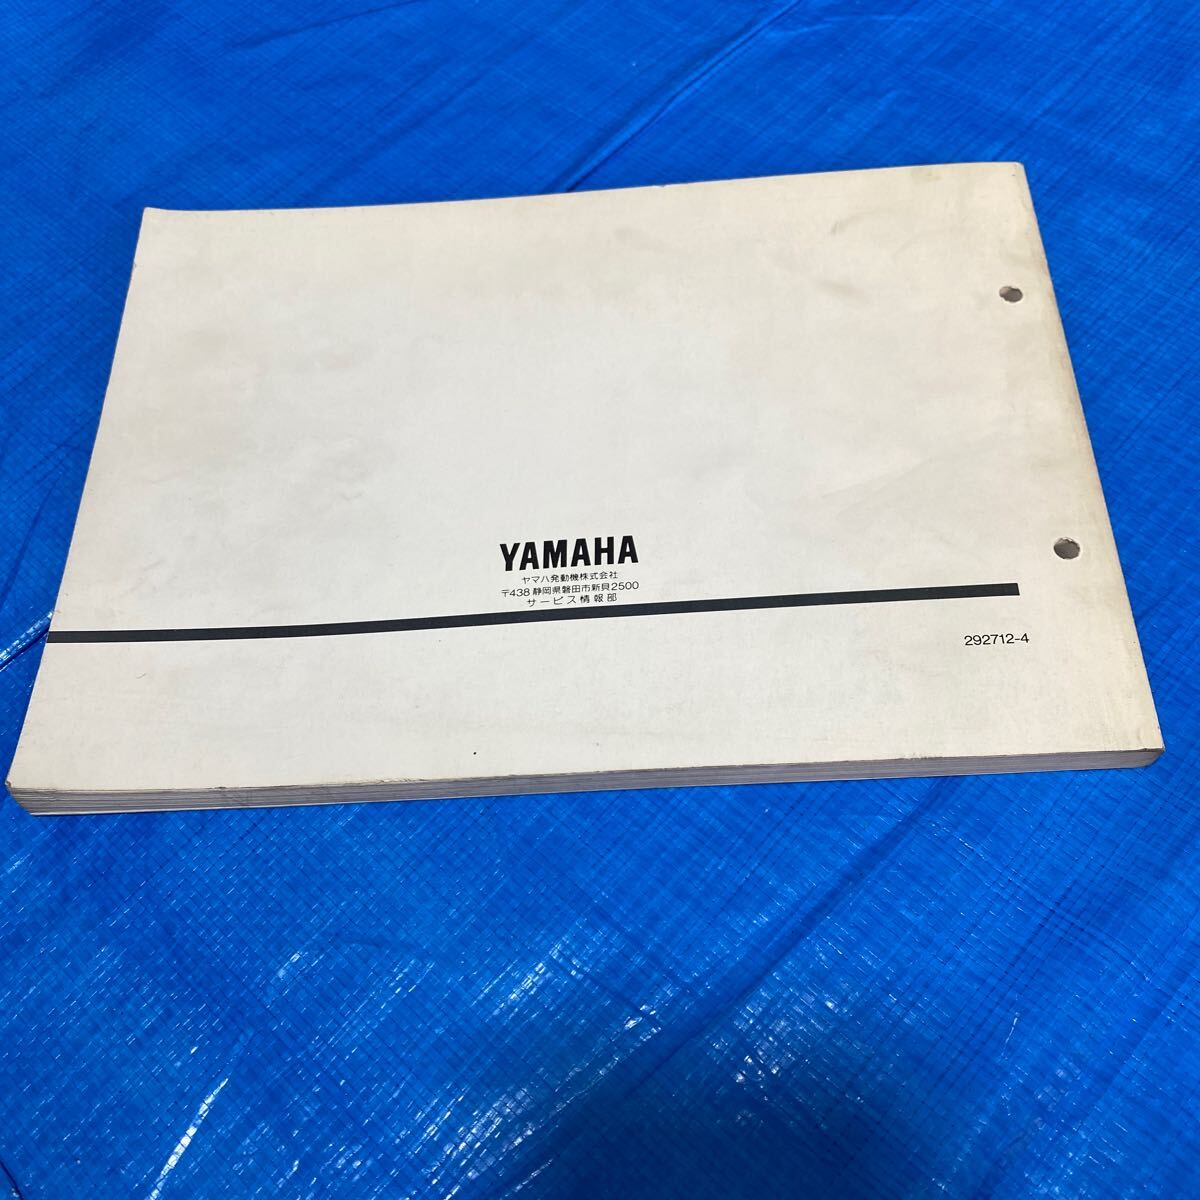 YAMAHA
ヤマハ発動機株式会社
〒438 静岡県磐田市新貝2500
サービス情報部
292712-4